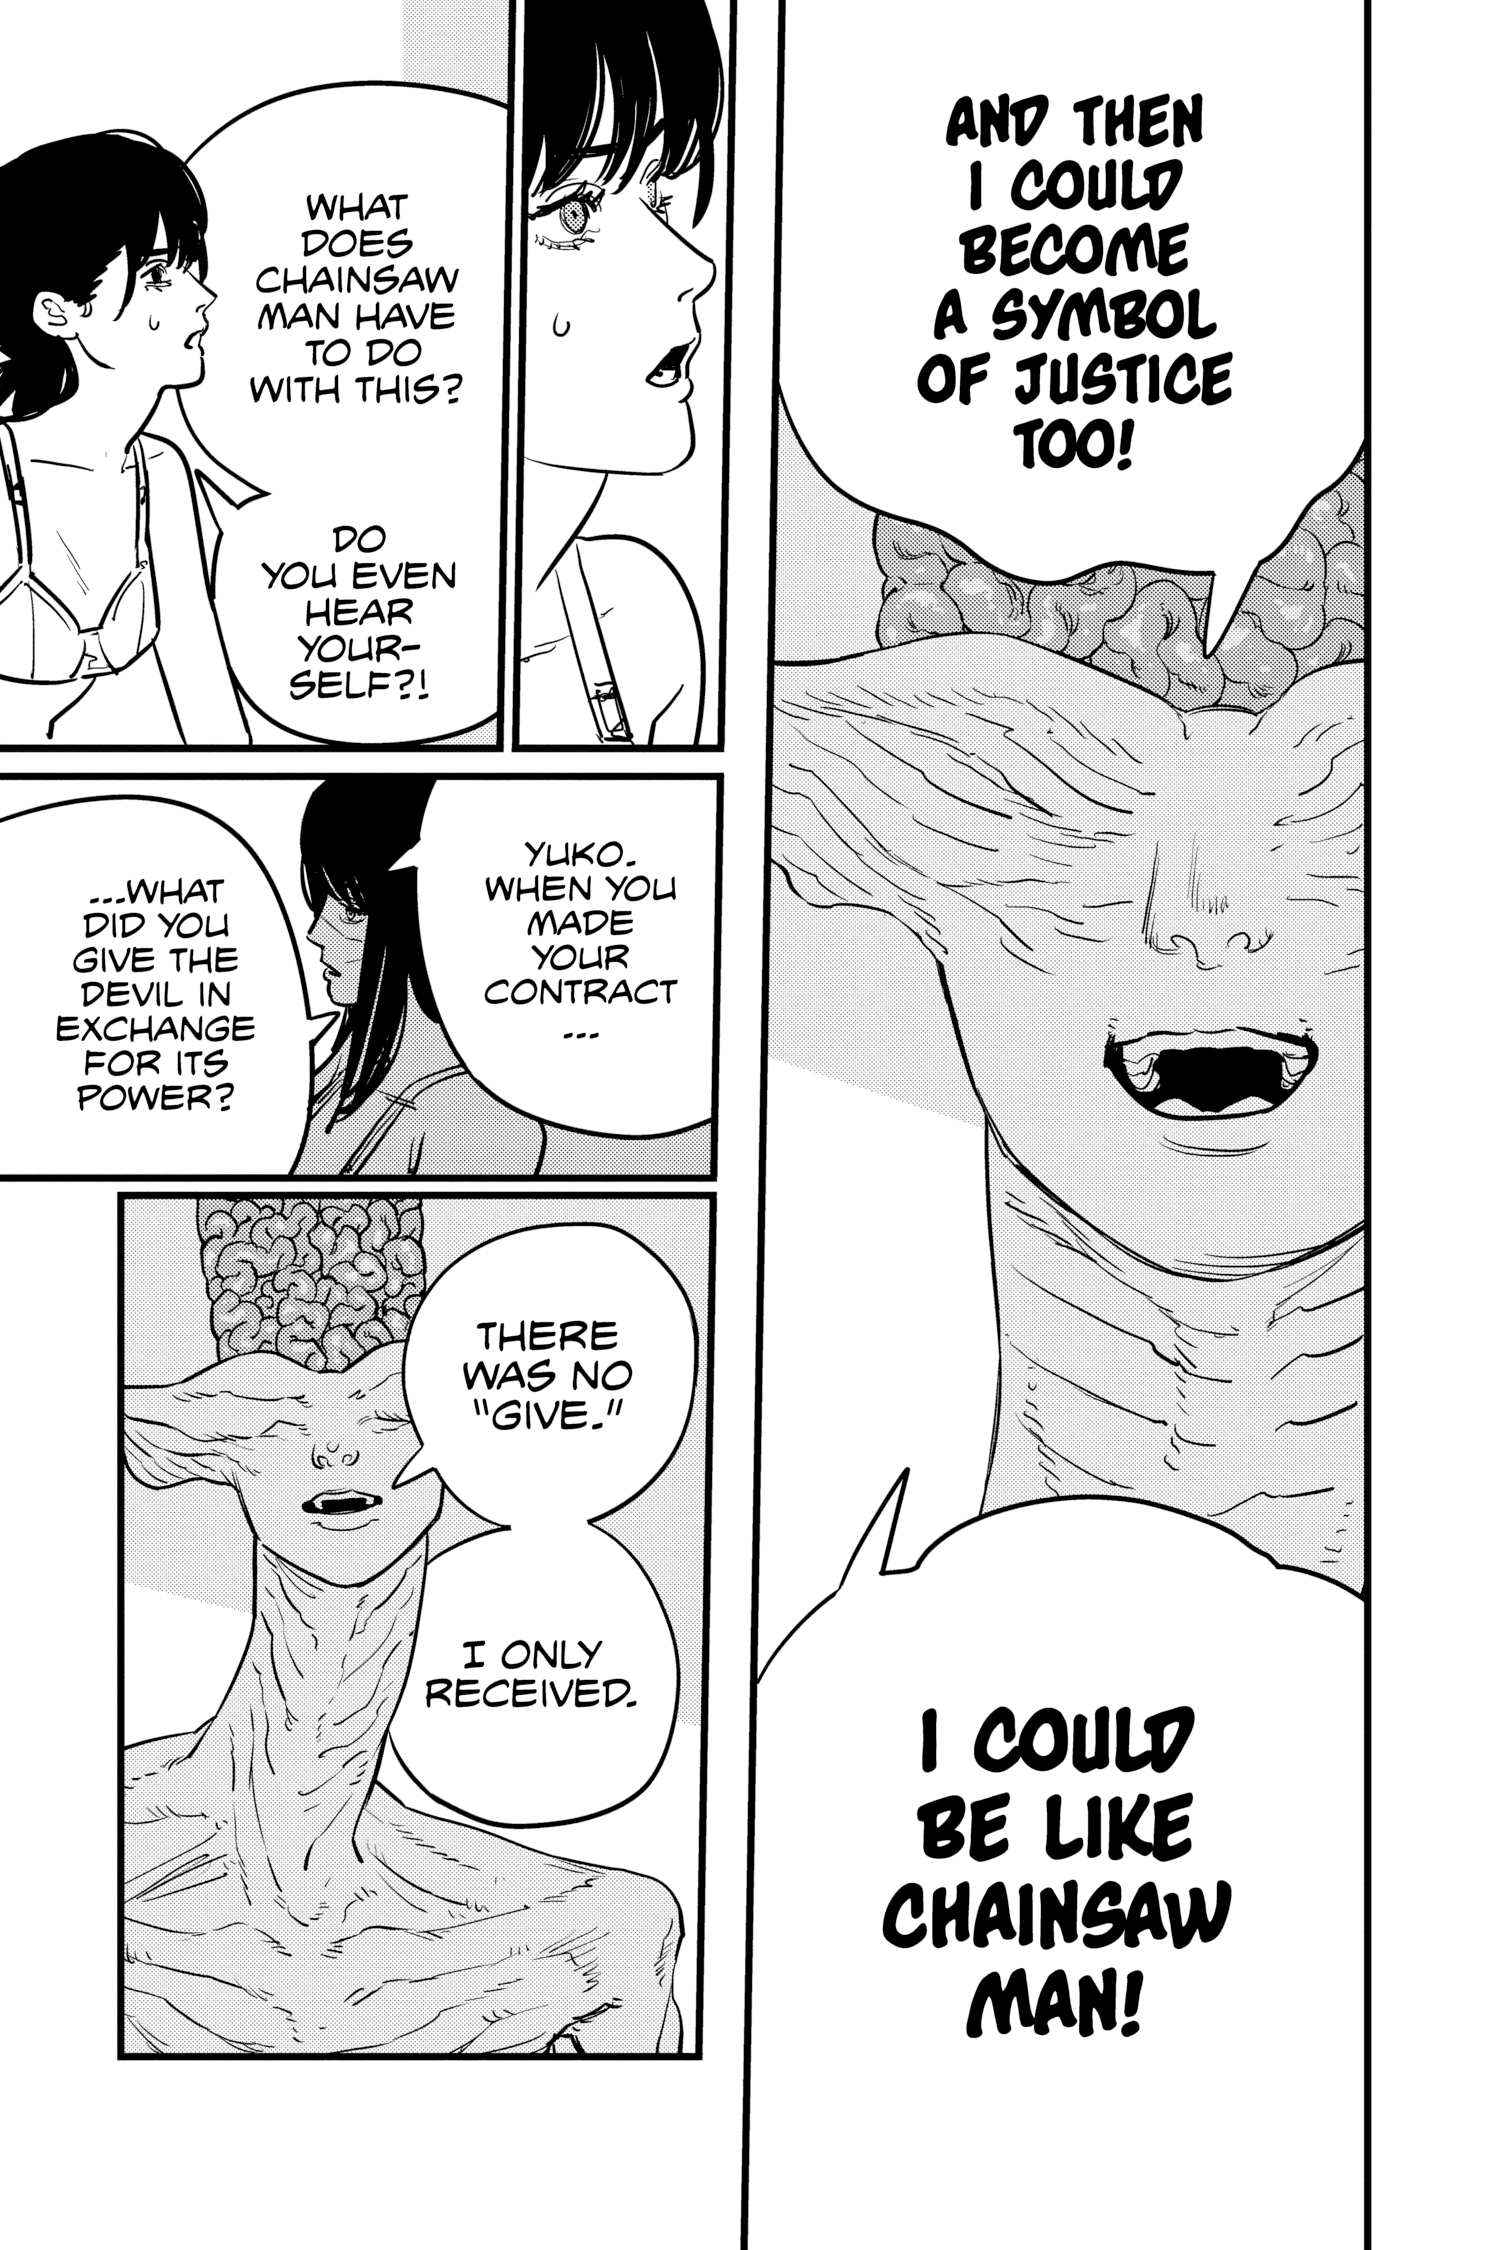 AND THEN
I COULD
BECOME
A SYMBOL
OF JUSTICE
TOO!
I COULD
BE LIKE
CHAINSAW
MAN!
WHAT
DOES
CHAINSAW
MAN HAVE
TO DO
WITH THIS?
DO
YOU EVEN
HEAR
YOUR-
SELF?!
YUKO.
WHEN YOU
MADE
YOUR
CONTRACT
...
...WHAT
DID YOU
GIVE THE
DEVIL IN
EXCHANGE
FOR ITS
POWER?
THERE
WAS NO
"GIVE."
I ONLY
RECEIVED.